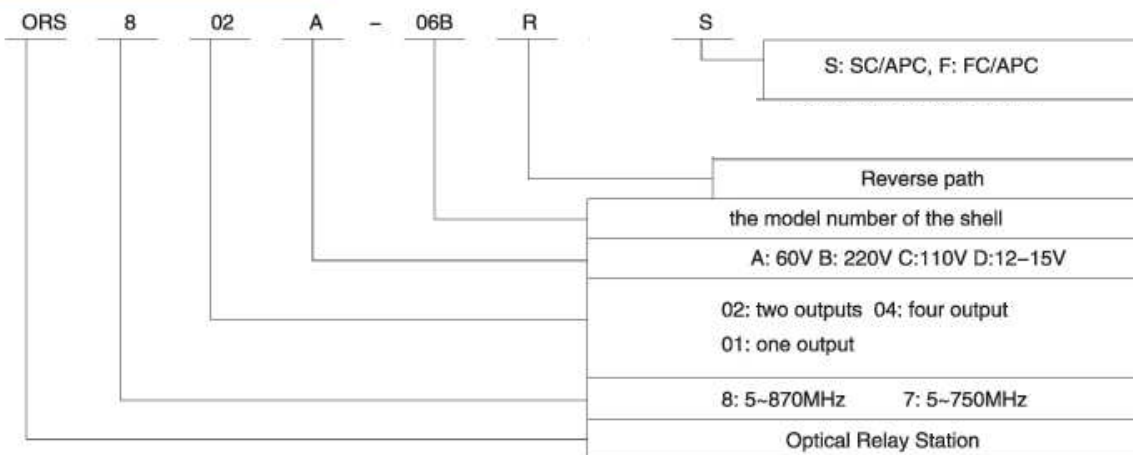 ORS 8 02 A – 06B R S
S: SC/APC, F: FC/APC
Reverse path
the model number of the shell
A: 60V B: 220V C:110V D:12–15V
02: two outputs 04: four output
01: one output
8: 5~870MHz 7: 5~750MHz
Optical Relay Station